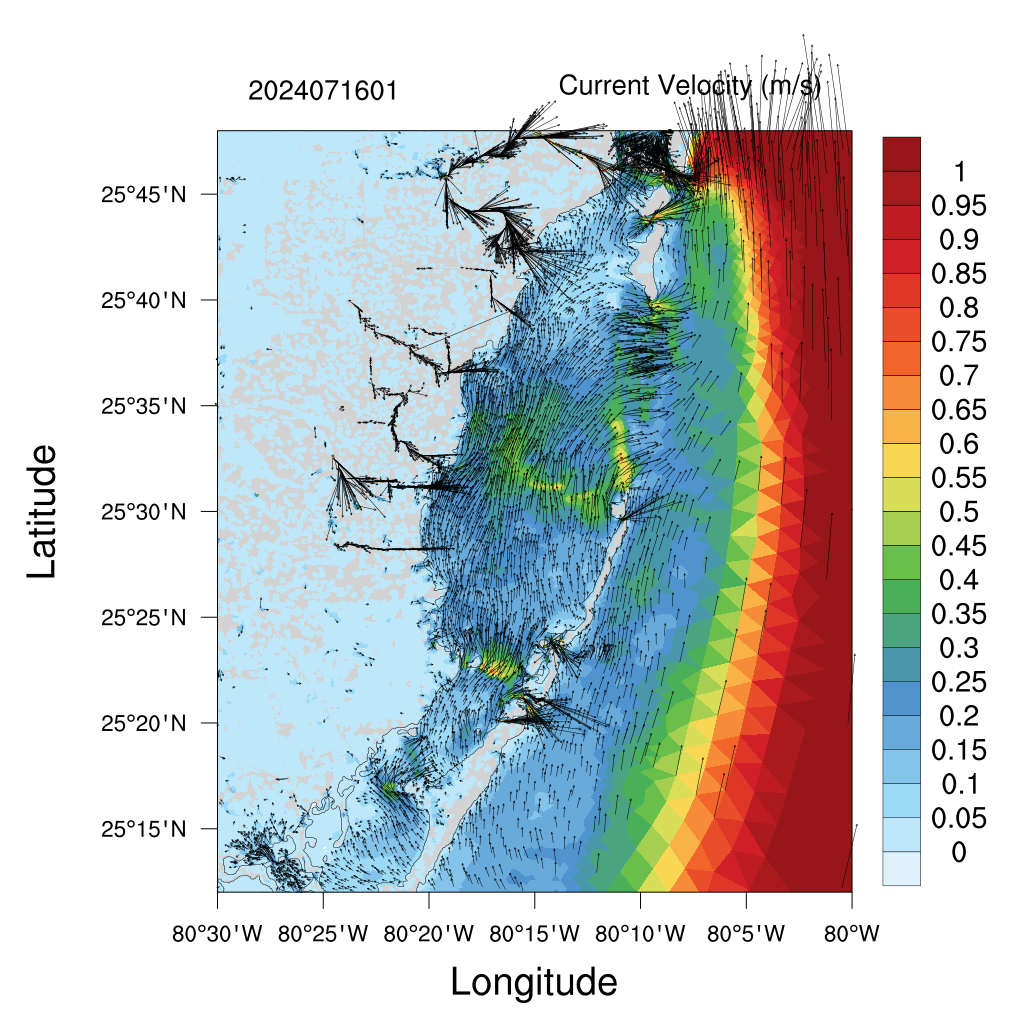 2024071601
Current Velocity (m/s)
25°45'N
25°40'N
25°35'N
25°30'N
25°25'N
25°20'N
25°15'N
Latitude
80°30'W 80°25'W 80°20'W 80°15'W 80°10'W 80°5'W 80°W
Longitude
1
0.95
0.9
0.85
0.8
0.75
0.7
0.65
0.6
0.55
0.5
0.45
0.4
0.35
0.3
0.25
0.2
0.15
0.1
0.05
0